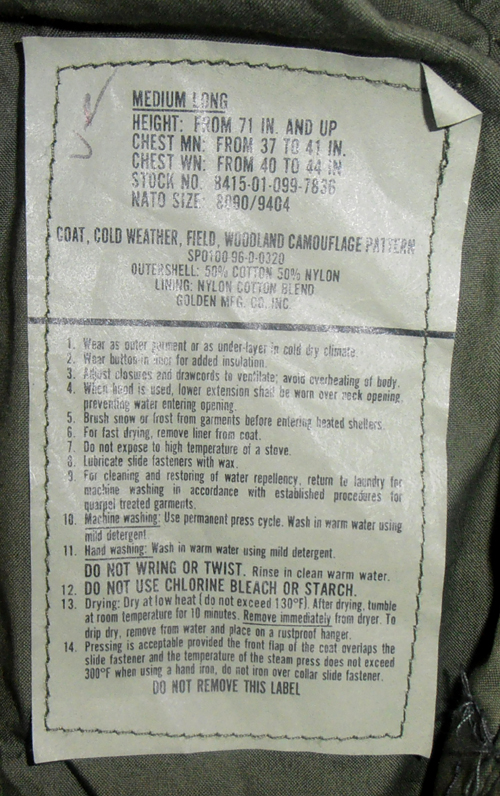 MEDIUM LONG
HEIGHT: FROM 71 IN. AND UP
CHEST MN: FROM 37 TO 41 IN.
CHEST WN: FROM 40 TO 44 IN
STOCK NO. 8415-01-099-7836
NATO SIZE: 8090/9404
COAT, COLD WEATHER, FIELD, WOODLAND CAMOUFLAGE PATTERN
SPO100-96-D-0320
OUTERSHELL: 50% COTTON 50% NYLON
LINING: NYLON COTTON BLEND
GOLDEN MFG. CO. INC
1. Wear as outer garment or as under-layer in cold dry climate.
2. Wear button-in liner for added insulation.
3. Adjust closures and drawcords to ventilate; avoid overheating of body.
4. When hood is used, lower extension shall be worn over neck opening,
preventing water entering opening.
5. Brush snow or frost from garments before entering heated shelters.
6. For fast drying, remove liner from coat.
7. Do not expose to high temperature of a stove.
8. Lubricate slide fasteners with wax.
9. For cleaning and restoring of water repellency, return to laundry for
machine washing in accordance with established procedures for
quarpel treated garments.
10. Machine washing: Use permanent press cycle. Wash in warm water using
mild detergent.
11. Hand washing: Wash in warm water using mild detergent.
DO NOT WRING OR TWIST. Rinse in clean warm water.
12. DO NOT USE CHLORINE BLEACH OR STARCH.
13. Drying: Dry at low heat (do not exceed 130°F). After drying, tumble
at room temperature for 10 minutes. Remove immediately from dryer. To
drip dry, remove from water and place on a rustproof hanger.
14. Pressing is acceptable provided the front flap of the coat overlaps the
slide fastener and the temperature of the steam press does not exceed
300°F when using a hand iron, do not iron over collar slide fastener.
DO NOT REMOVE THIS LABEL